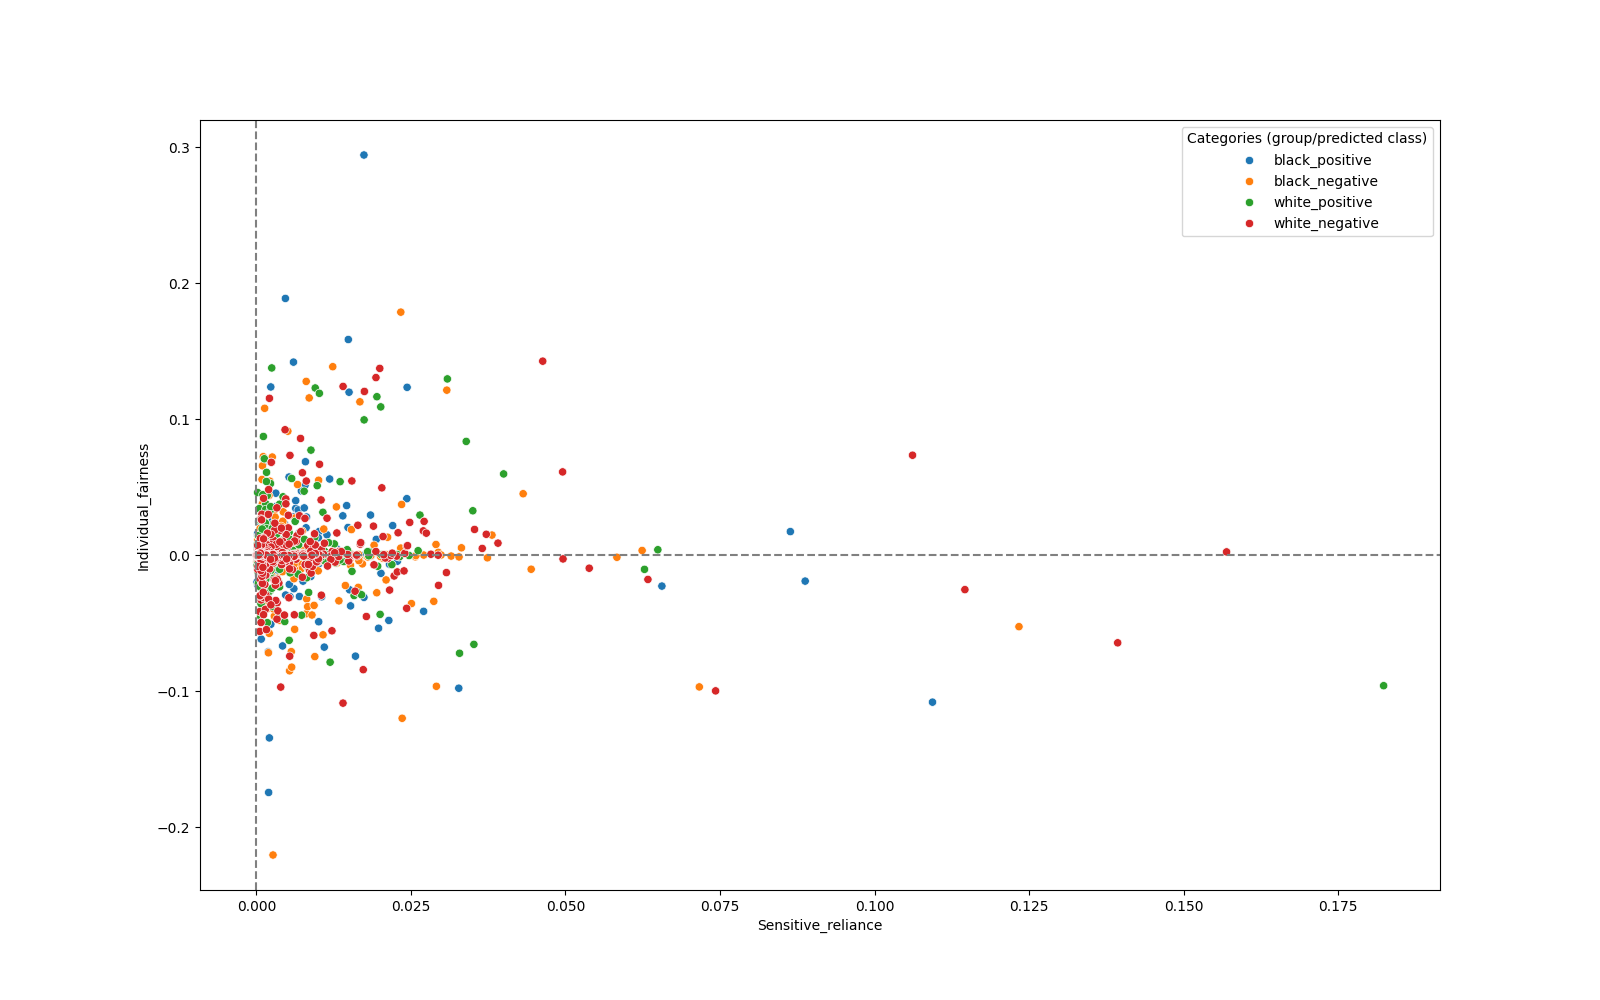 Categories (group/predicted class)
black_positive
black_negative
white_positive
white_negative
0.3
0.2
0.1
0.0
−0.1
−0.2
Individual_fairness
0.000 0.025 0.050 0.075 0.100 0.125 0.150 0.175
Sensitive_reliance